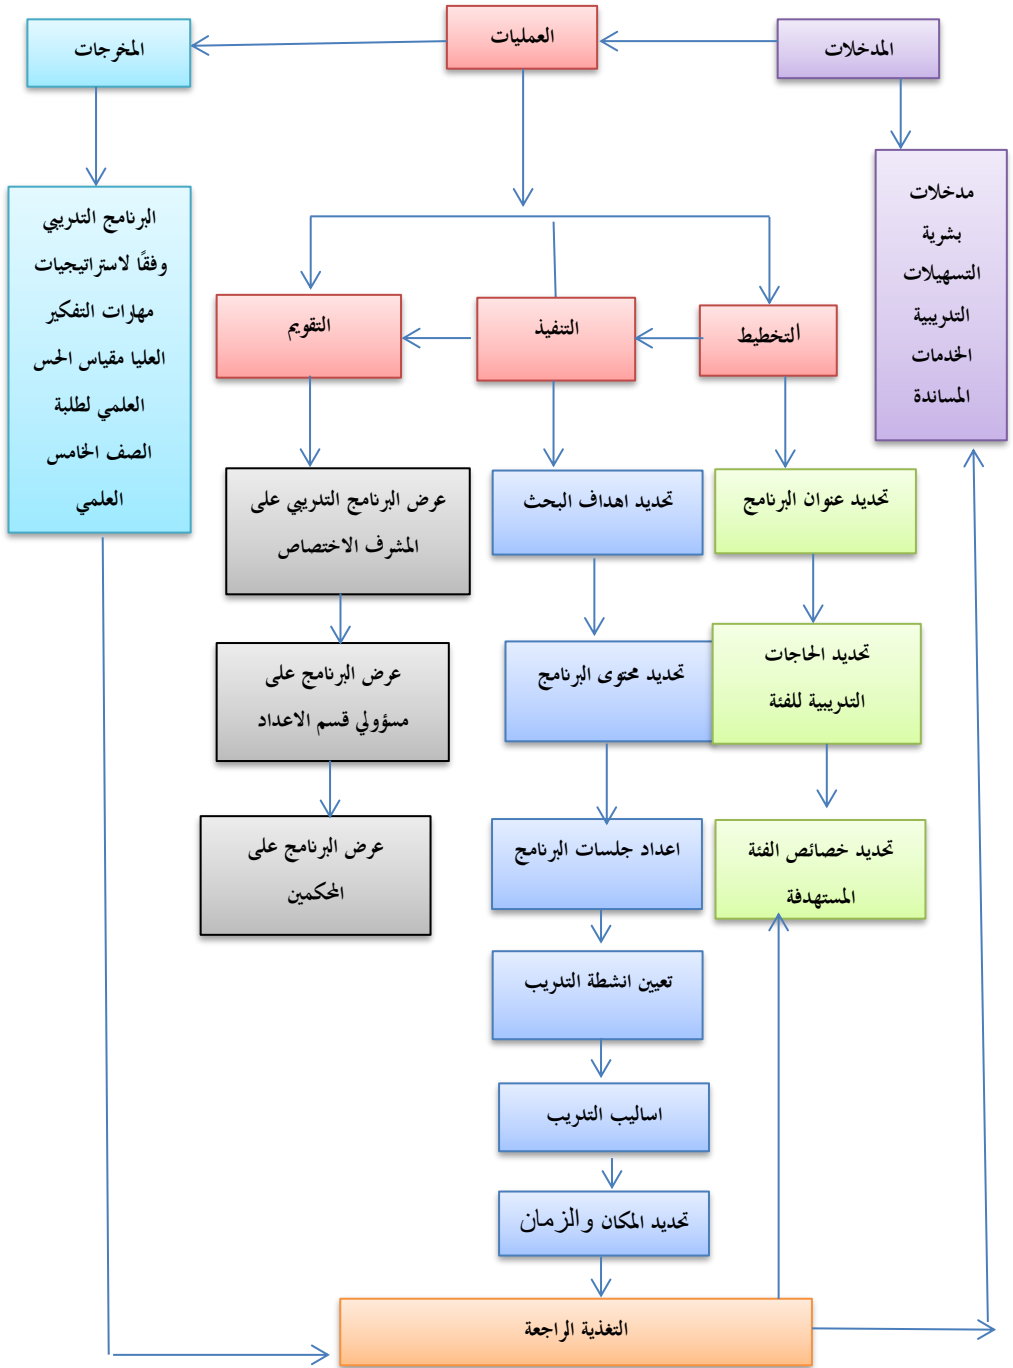 المدخلات
العمليات
المخرجات
مدخلات
بشرية
التسهيلات
التدريبية
الخدمات
المساندة
البرنامج التدريبي
وفقًا لاستراتيجيات
مهارات التفكير
العليا مقياس الحس
العلمي لطلبة
الصف الخامس
العلمي
التخطيط
التنفيذ
التقويم
تحديد عنوان البرنامج
تحديد الحاجات
التدريبية للفئة
تحديد خصائص الفئة
المستهدفة
تحديد اهداف البحث
تحديد محتوى البرنامج
اعداد جلسات البرنامج
تعيين انشطة التدريب
اساليب التدريب
تحديد المكان والزمان
عرض البرنامج التدريبي على
المشرف الاختصاص
عرض البرنامج على
مسؤولي قسم الاعداد
عرض البرنامج على
المحكمين
التغذية الراجعة